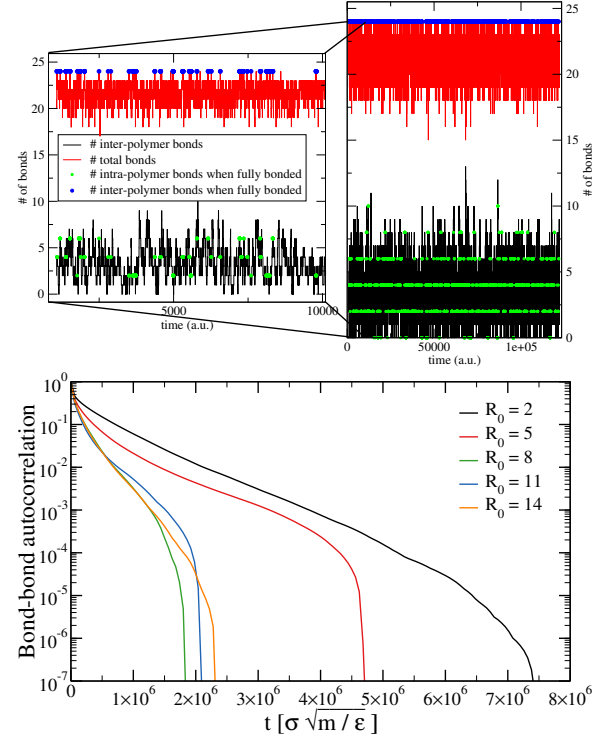 25
20
15
10
5
0
# of bonds
# inter-polymer bonds
# total bonds
# intra-polymer bonds when fully bonded
# inter-polymer bonds when fully bonded
5000
10000
time (a.u.)
25
20
15
10
5
0
# of bonds
0
50000
1e+05
time (a.u.)
10^0
10^-1
10^-2
10^-3
10^-4
10^-5
10^-6
10^-7
Bond-bond autocorrelation
R_0 = 2
R_0 = 5
R_0 = 8
R_0 = 11
R_0 = 14
0
1×10^6
2×10^6
3×10^6
4×10^6
5×10^6
6×10^6
7×10^6
8×10^6
t [σ √m / ε ]